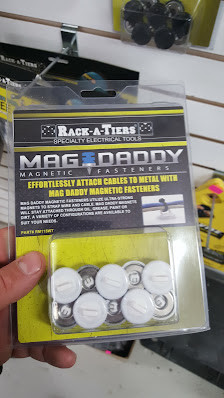 RACK-A-TIERS
SPECIALTY ELECTRICAL TOOLS
MAG DADDY
MAGNETIC FASTENERS
EFFORTLESSLY ATTACH CABLES TO METAL WITH
MAG DADDY MAGNETIC FASTENERS
MAG DADDY MAGNETIC FASTENERS UTILIZE ULTRA-STRONG
MAGNETS TO STRAP WIRE AND CABLE. MAG DADDY MAGNETS
WILL STAY ATTACHED THROUGH OIL, GREASE, PAINT OR
DIRT. A VARIETY OF CONFIGURATIONS ARE AVAILABLE TO
SUIT YOUR NEEDS.